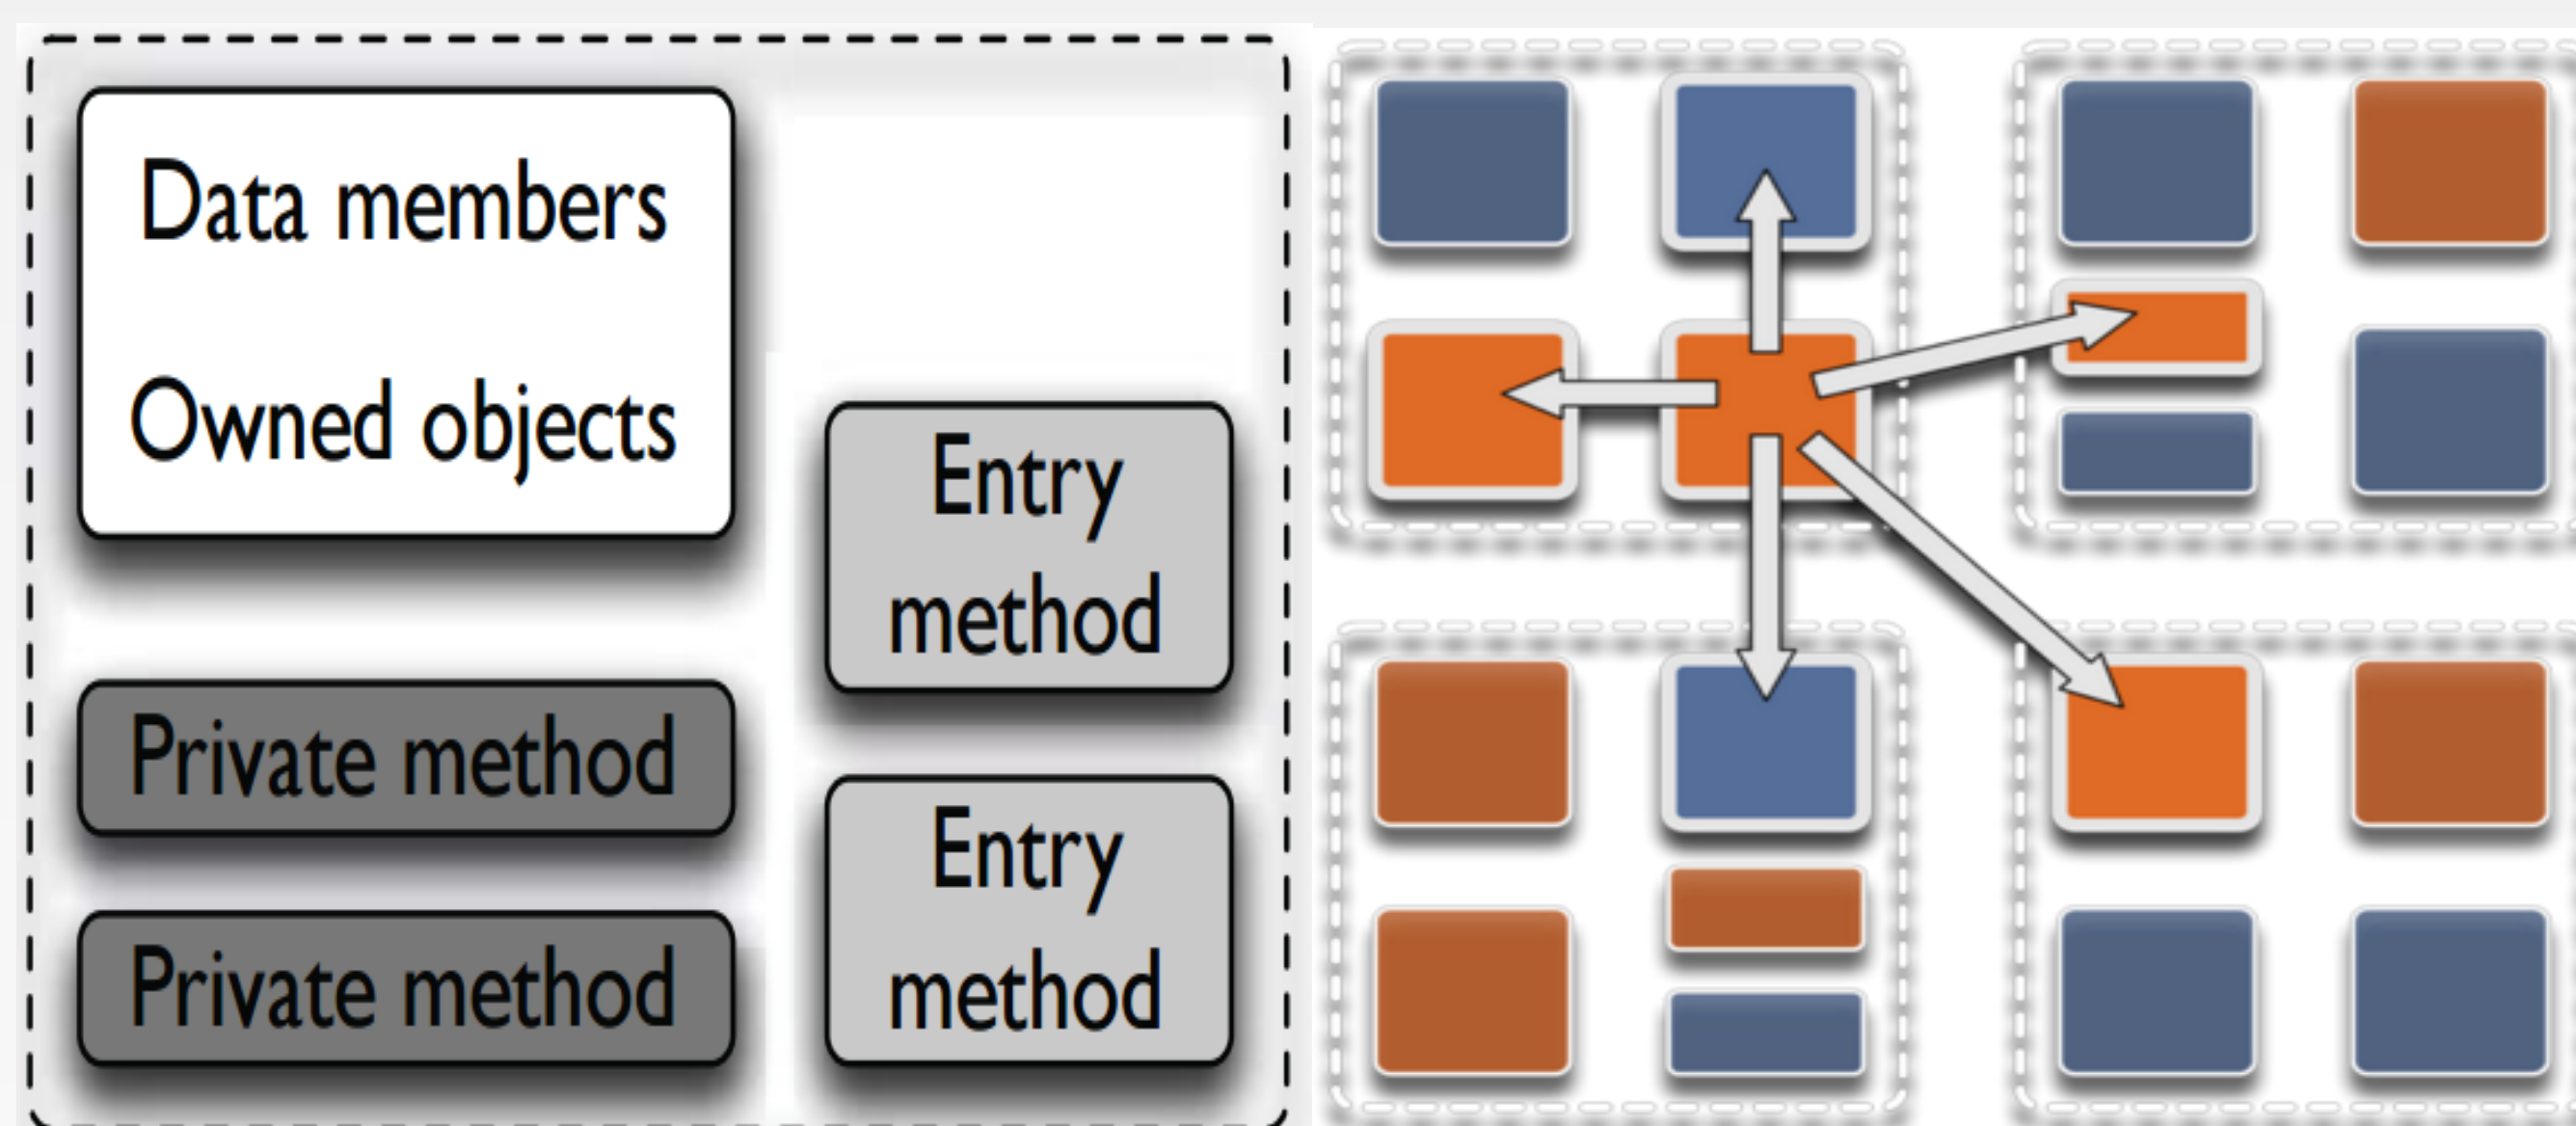 Data members
Owned objects
Private method
Private method
Entry
method
Entry
method